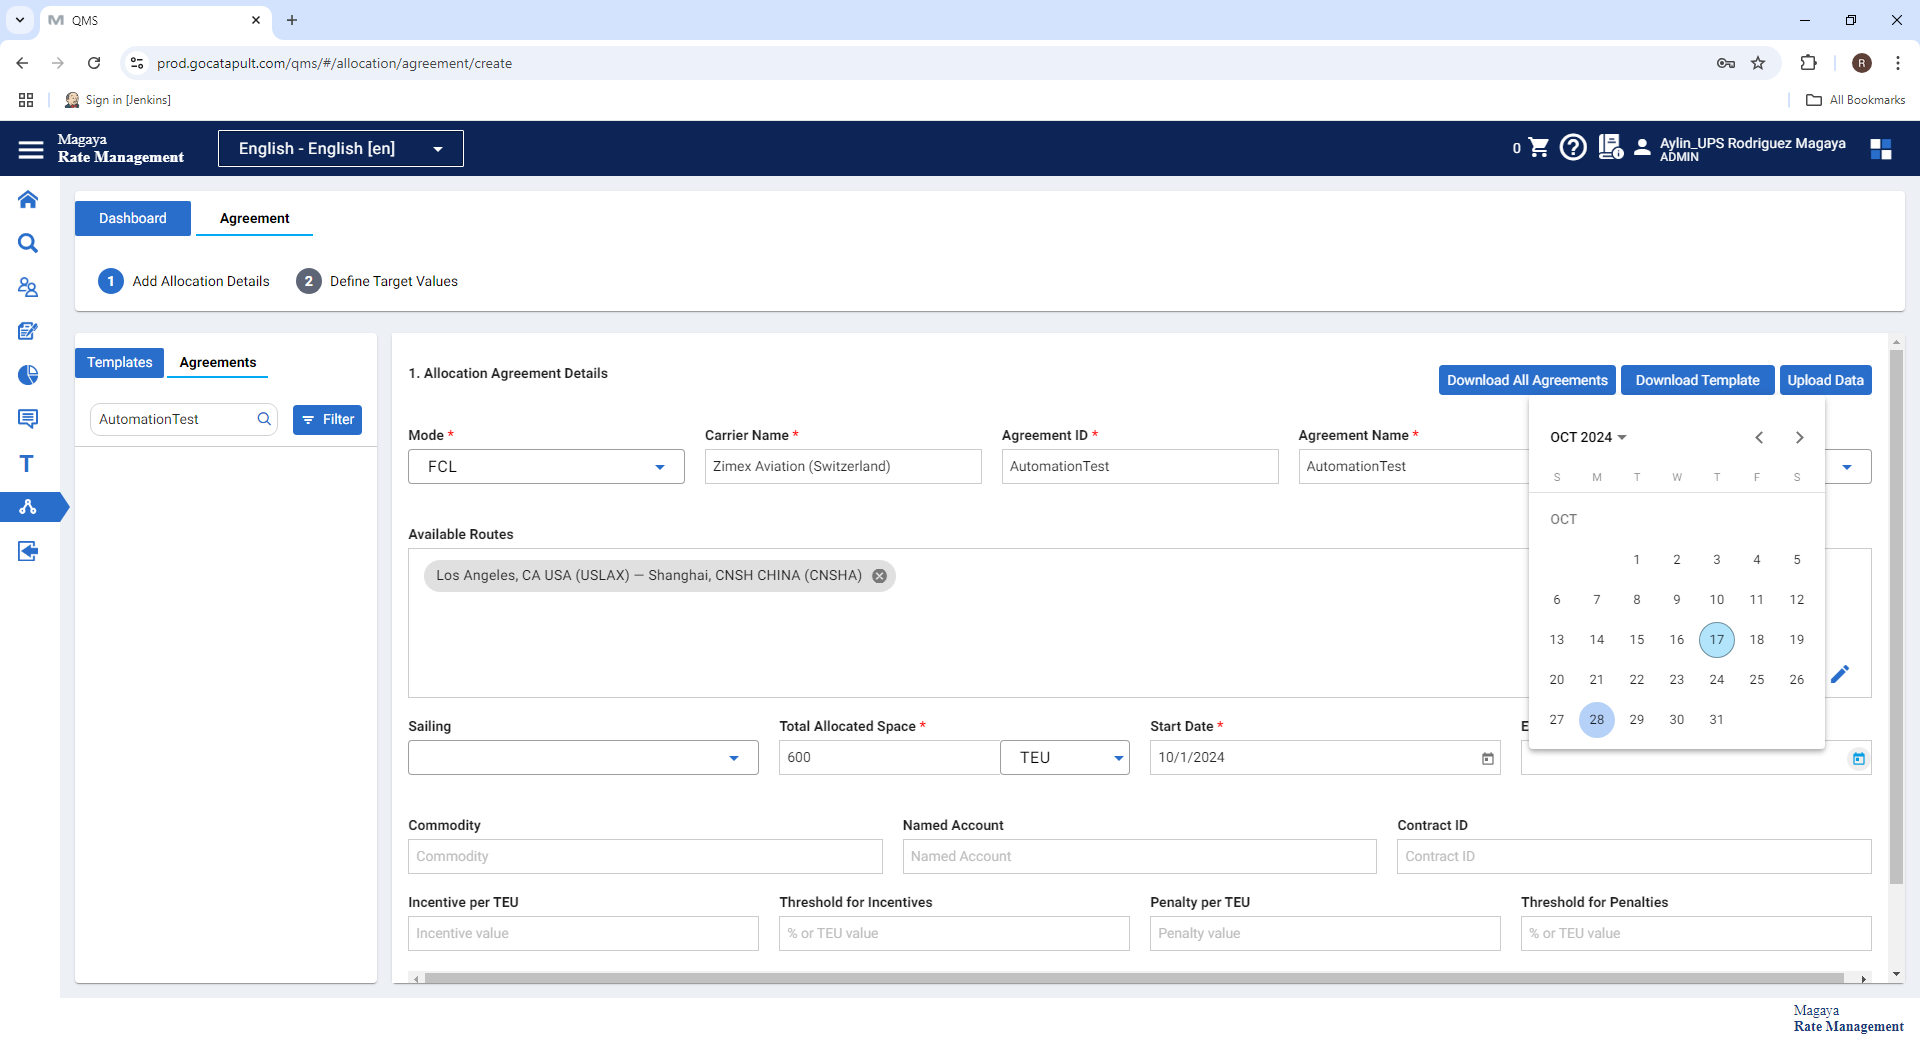 QMS
prod.gocatapult.com/qms/#/allocation/agreement/create
R
Sign in [Jenkins]
All Bookmarks
Magaya
Rate Management
English - English [en]
0
Aylin_UPS Rodriguez Magaya
ADMIN
Dashboard
Agreement
1 Add Allocation Details
2 Define Target Values
Templates
Agreements
AutomationTest
Filter
T
1. Allocation Agreement Details
Download All Agreements
Download Template
Upload Data
Mode *
Carrier Name *
Agreement ID *
Agreement Name *
FCL
Zimex Aviation (Switzerland)
AutomationTest
AutomationTest
Available Routes
Los Angeles, CA USA (USLAX) — Shanghai, CNSH CHINA (CNSHA)
OCT 2024
S M T W T F S
OCT
1 2 3 4 5
6 7 8 9 10 11 12
13 14 15 16 17 18 19
20 21 22 23 24 25 26
27 28 29 30 31
Sailing
Total Allocated Space *
Start Date *
E
600
TEU
10/1/2024
Commodity
Named Account
Contract ID
Commodity
Named Account
Contract ID
Incentive per TEU
Threshold for Incentives
Penalty per TEU
Threshold for Penalties
Incentive value
% or TEU value
Penalty value
% or TEU value
Magaya
Rate Management